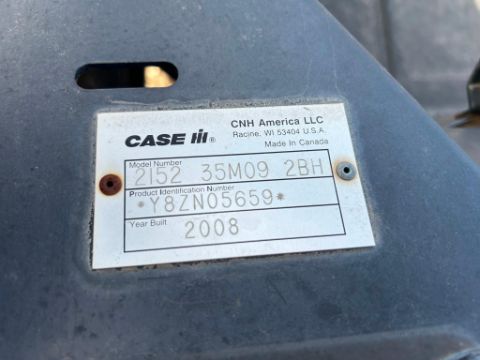 CASE III®
CNH America LLC
Racine, WI 53404 U.S.A.
Made In Canada
Model Number
2152 35M09 2BH
Product Identification Number
*Y8ZN05659*
Year Built
2008